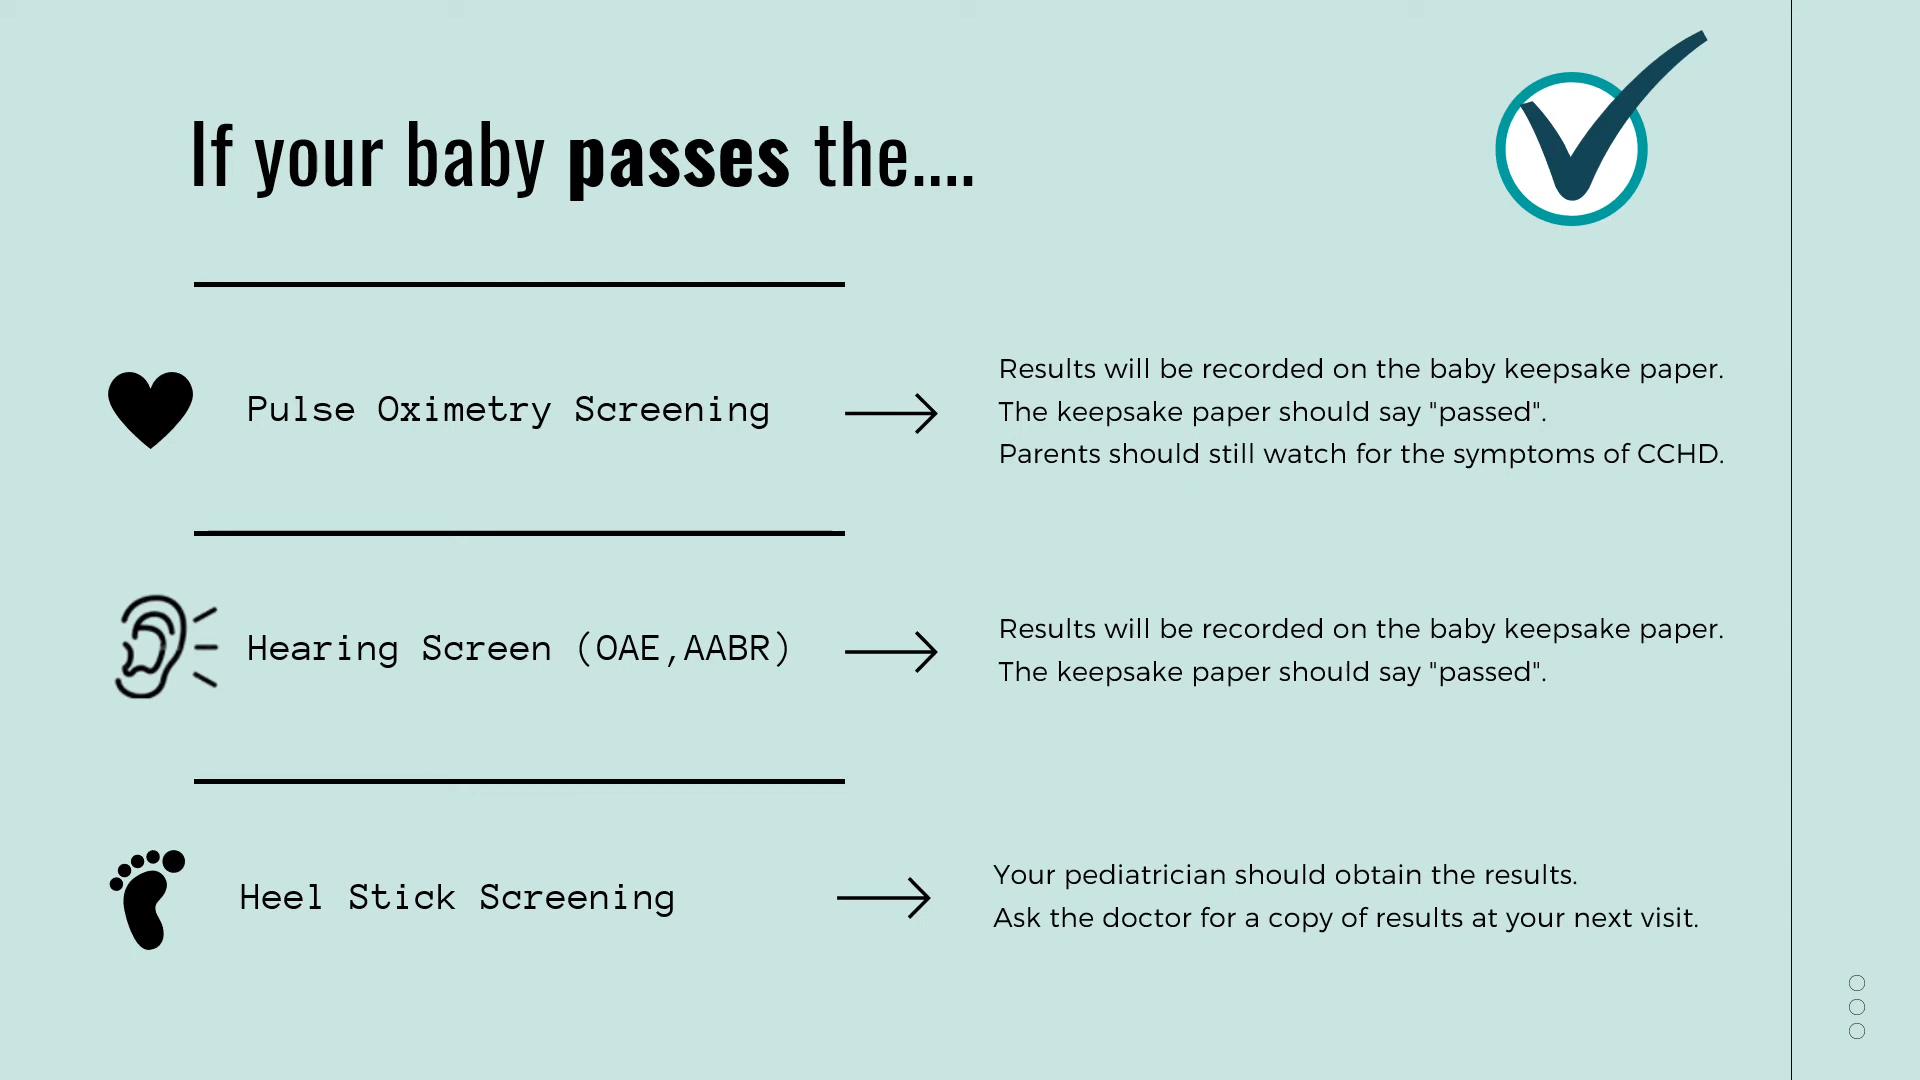 If your baby passes the....
Pulse Oximetry Screening
Results will be recorded on the baby keepsake paper.
The keepsake paper should say "passed".
Parents should still watch for the symptoms of CCHD.
Hearing Screen (OAE,AABR)
Results will be recorded on the baby keepsake paper.
The keepsake paper should say "passed".
Heel Stick Screening
Your pediatrician should obtain the results.
Ask the doctor for a copy of results at your next visit.